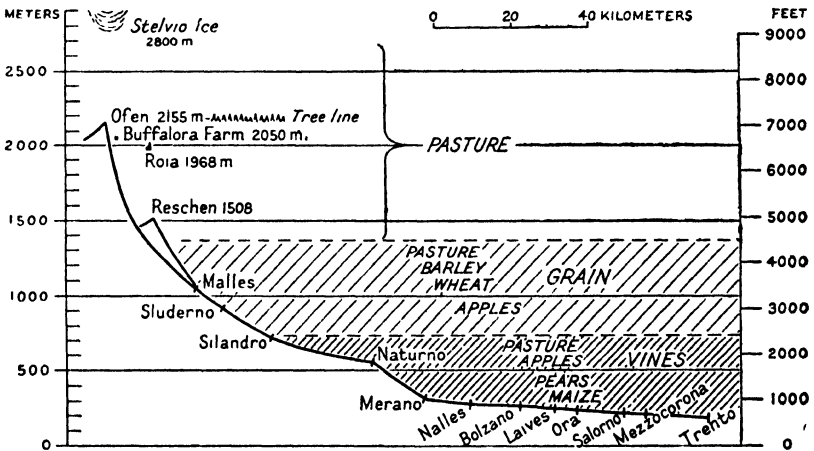 METERS
0 20 40 KILOMETERS
FEET
Stelvio Ice
2800 m
9000
2500
8000
Ofen 2155 m Tree line
Buffalora Farm 2050 m.
7000
2000
PASTURE
Roia 1968 m
6000
Reschen 1508
1500
5000
PASTURE
BARLEY
WHEAT
GRAIN
4000
Malles
1000
APPLES
Sluderno
3000
Silandro
PASTURE
APPLES
VINES
Naturno
2000
500
PEARS
MAIZE
Merano
1000
Nalles
Bolzano
Laives
Ora
Salorno
Mezzocorona
Trento
0
0